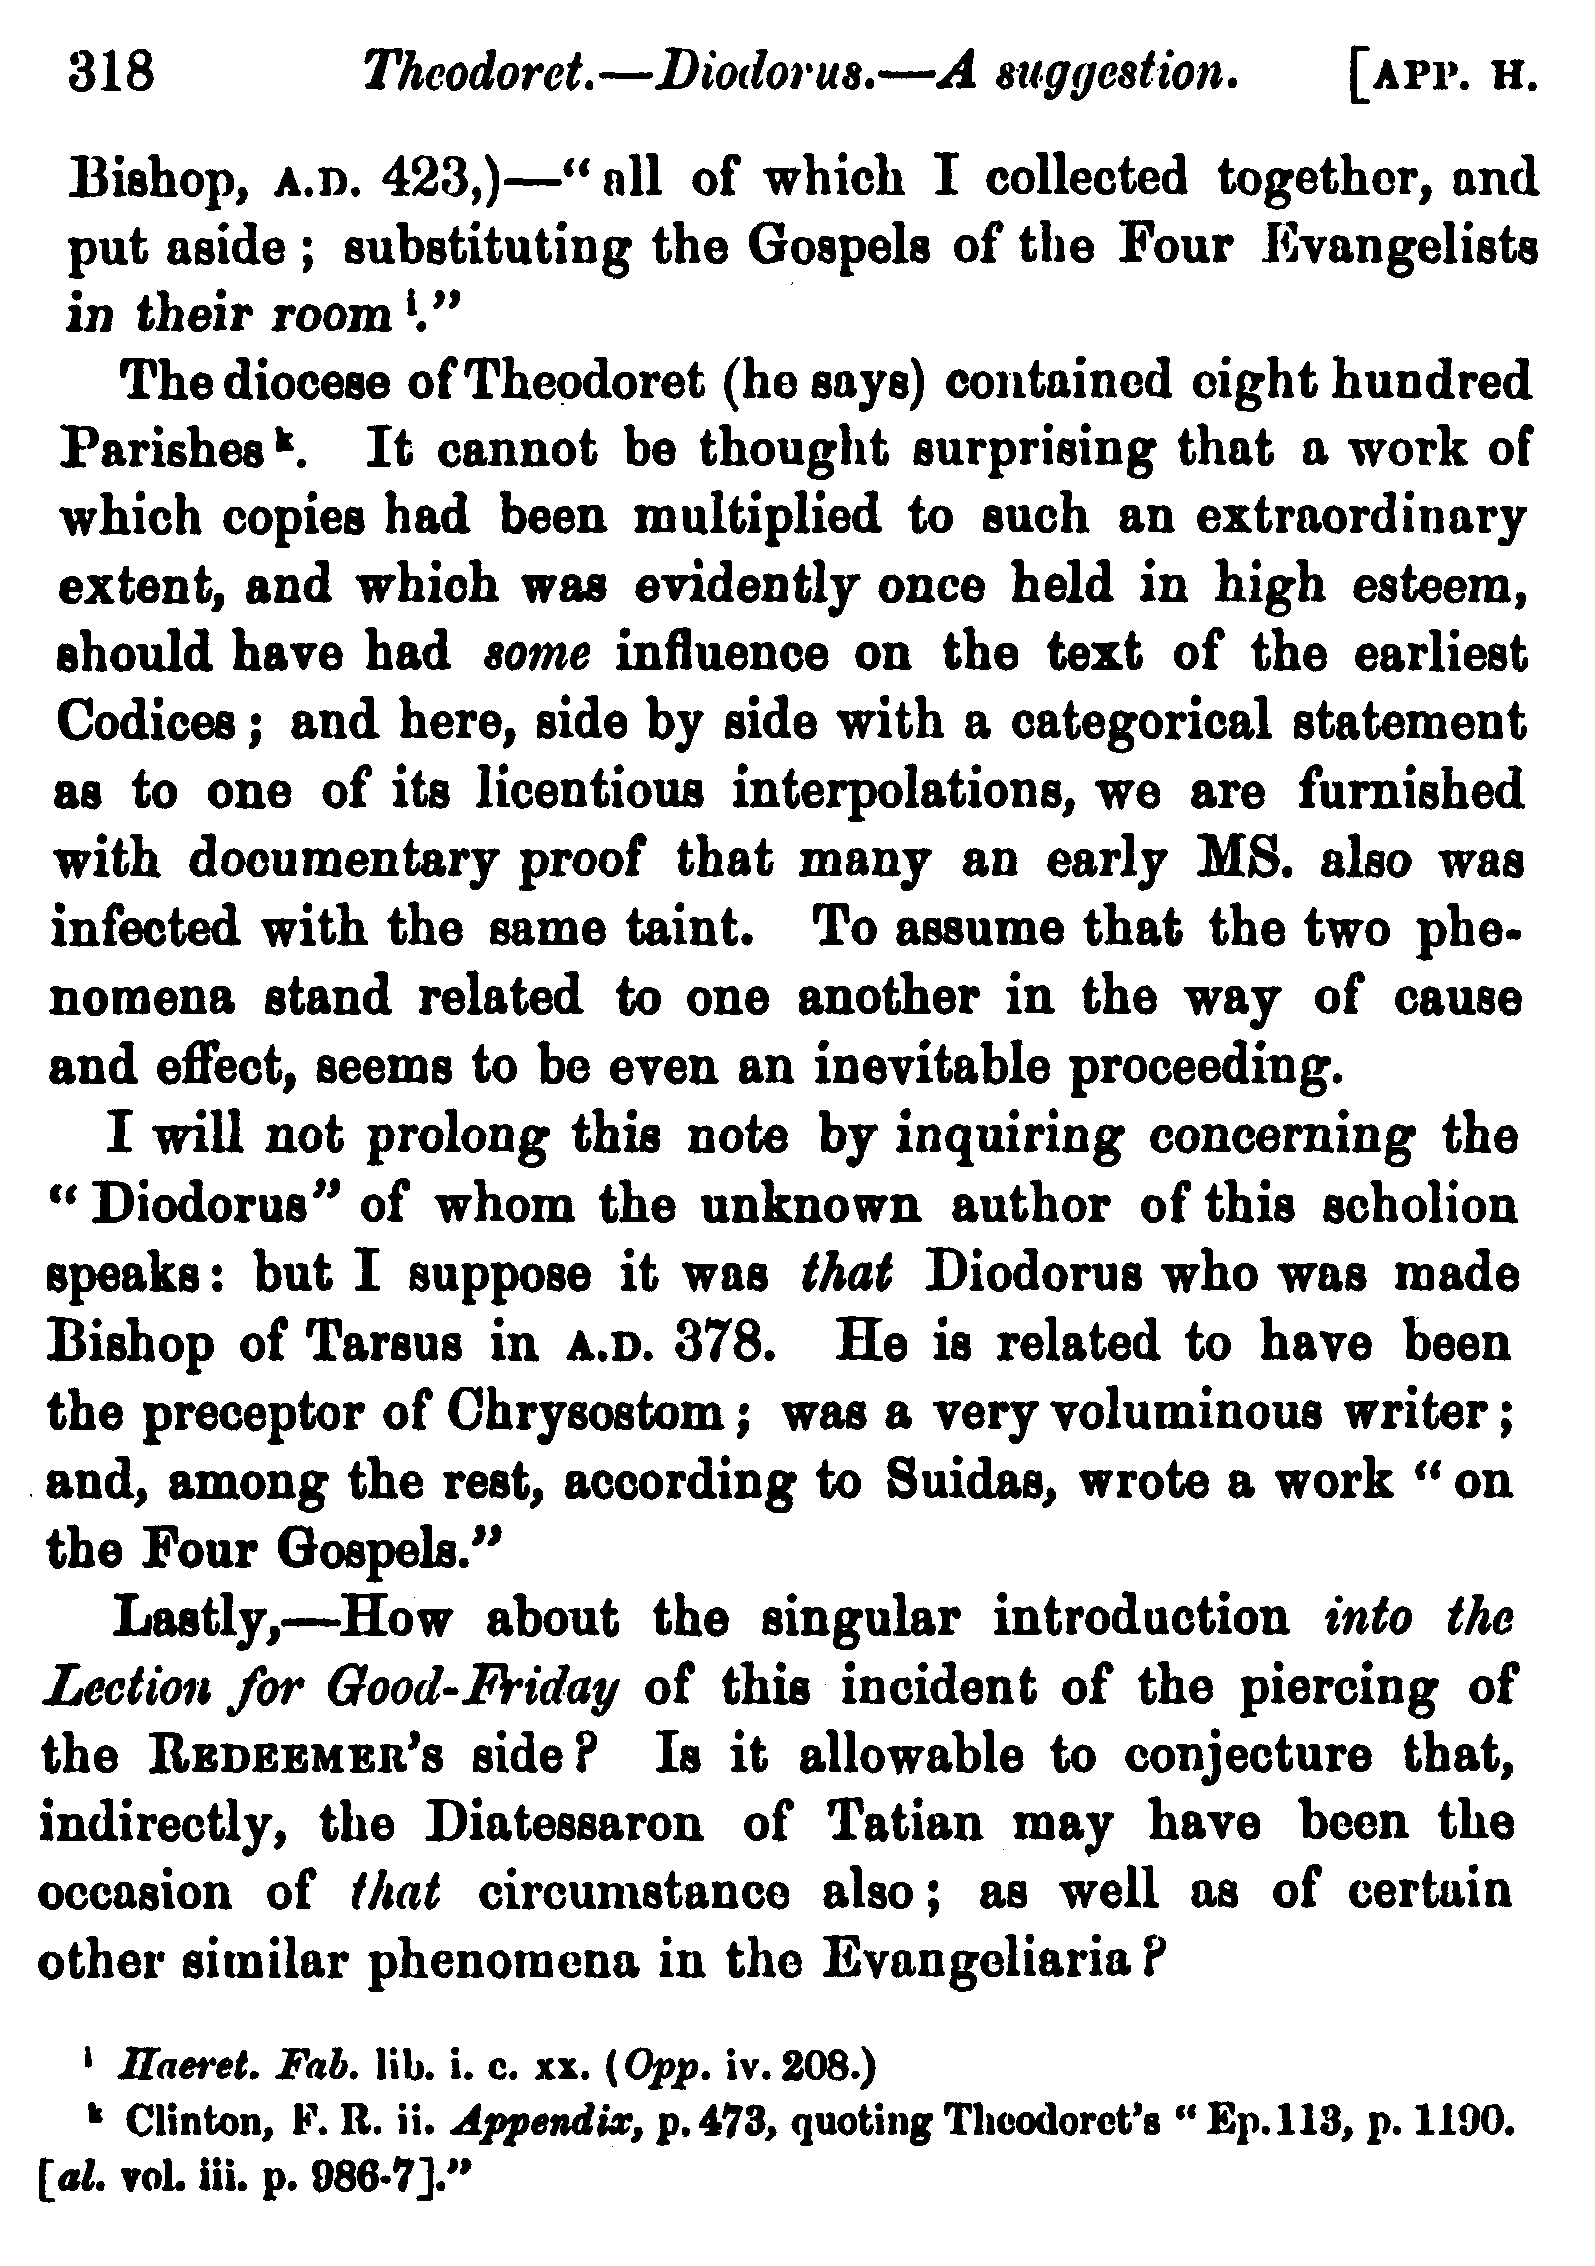 318 Theodoret.—Diodorus.—A suggestion. [APP. H.
Bishop, A.D. 423,)—“all of which I collected together, and
put aside ; substituting the Gospels of the Four Evangelists
in their room i.”
The diocese of Theodoret (he says) contained eight hundred
Parishes k. It cannot be thought surprising that a work of
which copies had been multiplied to such an extraordinary
extent, and which was evidently once held in high esteem,
should have had some influence on the text of the earliest
Codices ; and here, side by side with a categorical statement
as to one of its licentious interpolations, we are furnished
with documentary proof that many an early MS. also was
infected with the same taint. To assume that the two phe-
nomena stand related to one another in the way of cause
and effect, seems to be even an inevitable proceeding.
I will not prolong this note by inquiring concerning the
“Diodorus” of whom the unknown author of this scholion
speaks: but I suppose it was that Diodorus who was made
Bishop of Tarsus in A.D. 378. He is related to have been
the preceptor of Chrysostom ; was a very voluminous writer ;
and, among the rest, according to Suidas, wrote a work “on
the Four Gospels.”
Lastly,—How about the singular introduction into the
Lection for Good-Friday of this incident of the piercing of
the REDEEMER’S side ? Is it allowable to conjecture that,
indirectly, the Diatessaron of Tatian may have been the
occasion of that circumstance also ; as well as of certain
other similar phenomena in the Evangeliaria ?
i Haeret. Fab. lib. i. c. xx. (Opp. iv. 208.)
k Clinton, F. R. ii. Appendix, p. 473, quoting Theodoret’s “Ep. 113, p. 1190.
[al. vol. iii. p. 986-7].”